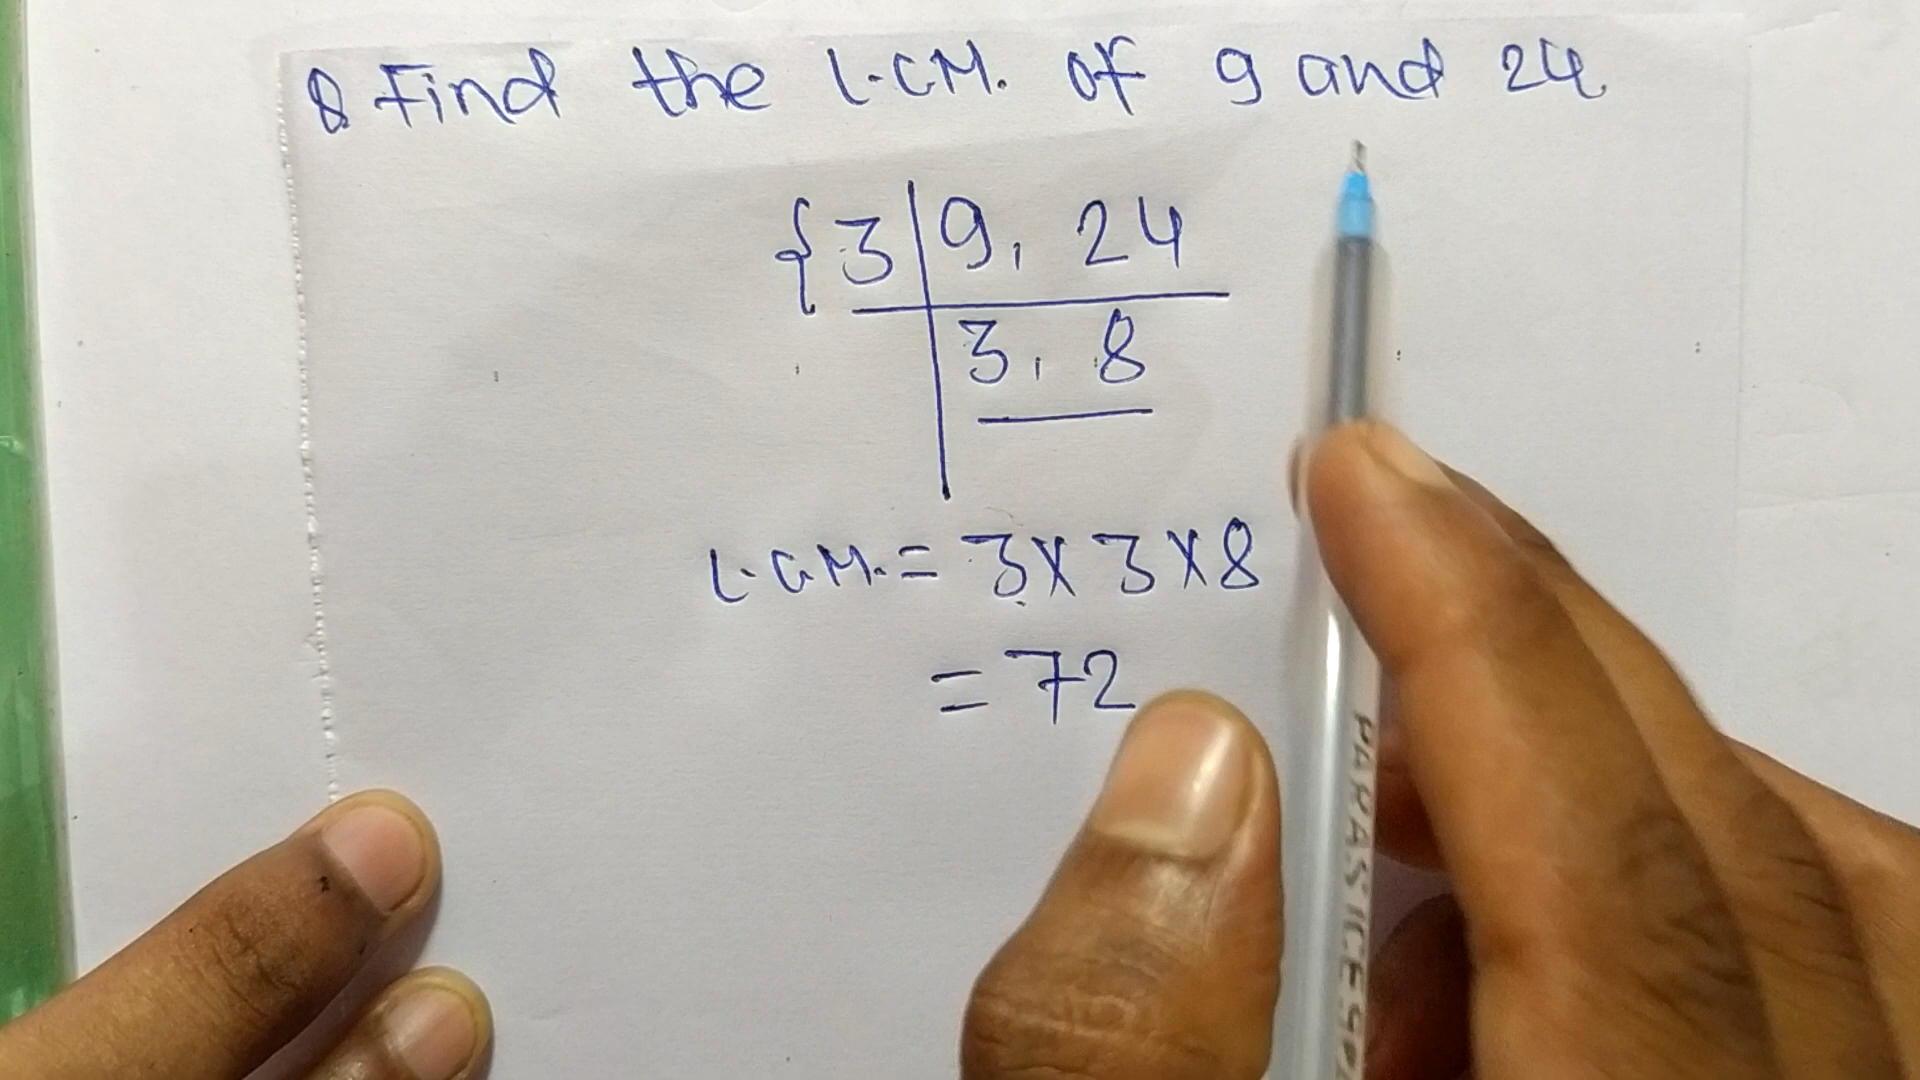 Q Find the L.C.M. of 9 and 24
{3|9, 24
3, 8
L.C.M. = 3×3×8
= 72